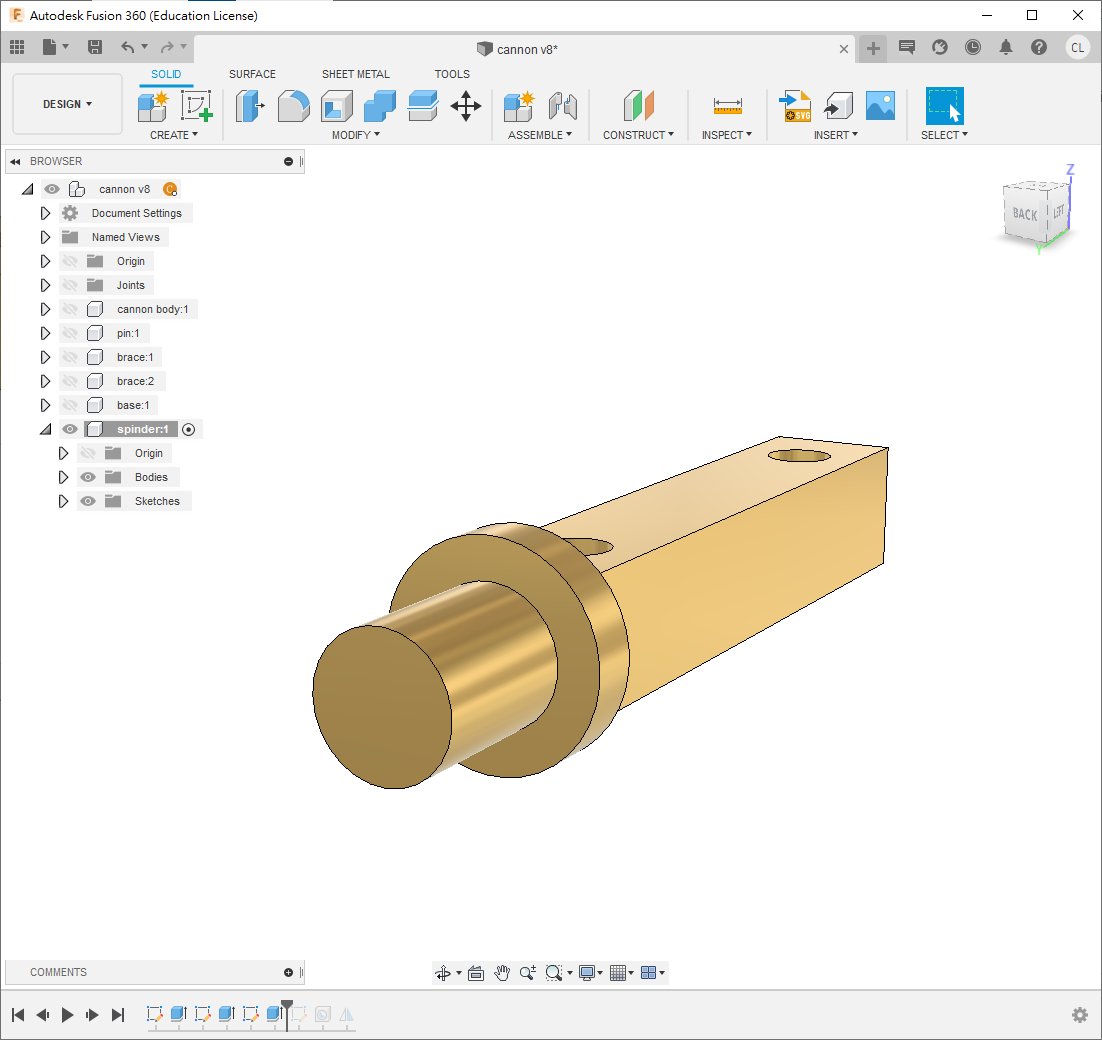 Autodesk Fusion 360 (Education License)
cannon v8*
CL
SOLID SURFACE SHEET METAL TOOLS
DESIGN
SVG
CREATE MODIFY ASSEMBLE CONSTRUCT INSPECT INSERT SELECT
BROWSER
cannon v8
Document Settings
Named Views
Origin
Joints
cannon body:1
pin:1
brace:1
brace:2
base:1
spinder:1
Origin
Bodies
Sketches
Z
BACK LEFT
Y
COMMENTS